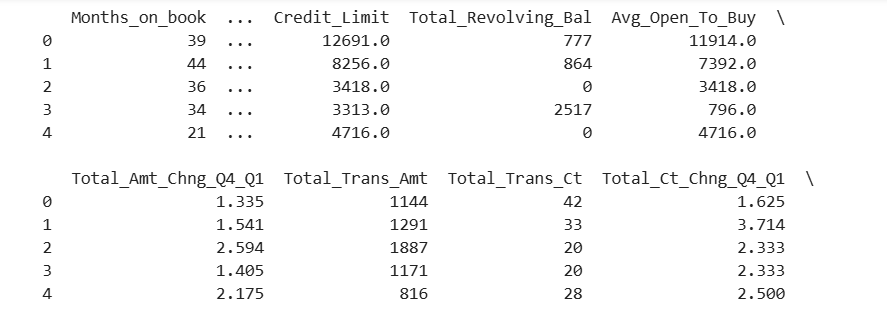 Months_on_book ... Credit_Limit Total_Revolving_Bal Avg_Open_To_Buy \
0 39 ... 12691.0 777 11914.0
1 44 ... 8256.0 864 7392.0
2 36 ... 3418.0 0 3418.0
3 34 ... 3313.0 2517 796.0
4 21 ... 4716.0 0 4716.0
Total_Amt_Chng_Q4_Q1 Total_Trans_Amt Total_Trans_Ct Total_Ct_Chng_Q4_Q1 \
0 1.335 1144 42 1.625
1 1.541 1291 33 3.714
2 2.594 1887 20 2.333
3 1.405 1171 20 2.333
4 2.175 816 28 2.500